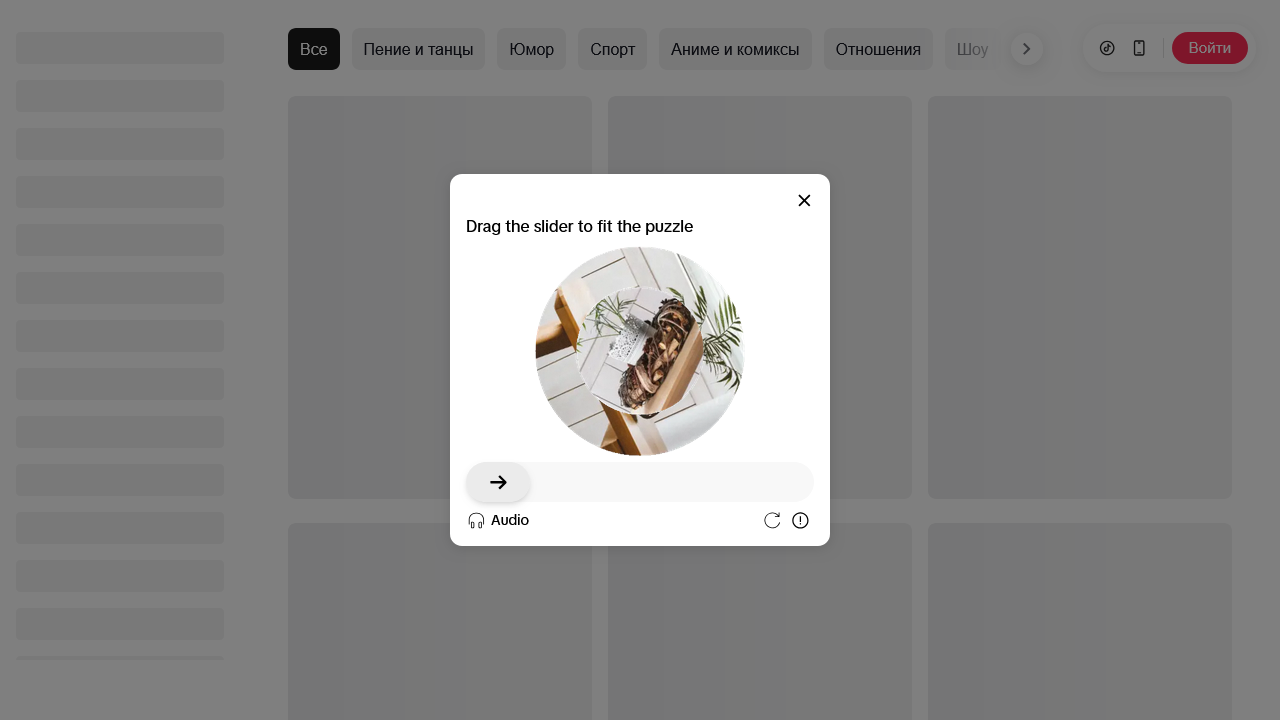 Все Пение и танцы Юмор Спорт Аниме и комиксы Отношения Шоу Войти
Drag the slider to fit the puzzle
Audio